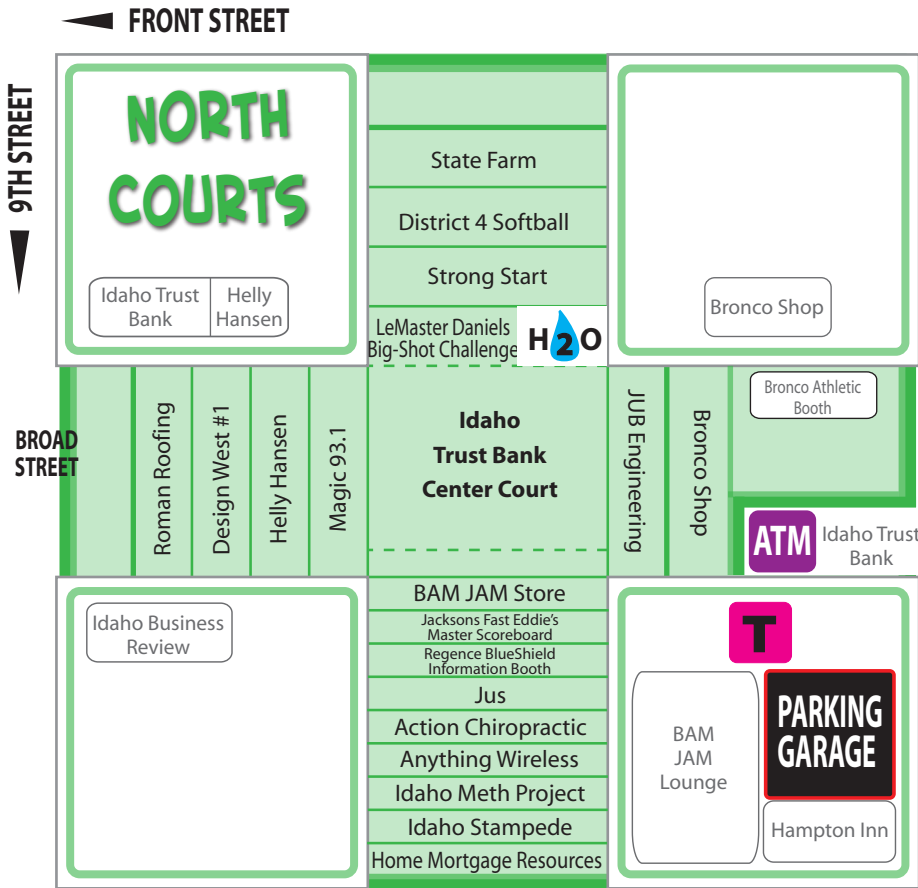 FRONT STREET
9TH STREET
NORTH
COURTS
Idaho Trust
Bank
Helly
Hansen
State Farm
District 4 Softball
Strong Start
LeMaster Daniels
Big-Shot Challenge
H2O
Bronco Shop
BROAD
STREET
Roman Roofing
Design West #1
Helly Hansen
Magic 93.1
Idaho
Trust Bank
Center Court
JUB Engineering
Bronco Shop
Bronco Athletic
Booth
ATM
Idaho Trust
Bank
Idaho Business
Review
BAM JAM Store
Jacksons Fast Eddie's
Master Scoreboard
Regence BlueShield
Information Booth
Jus
Action Chiropractic
Anything Wireless
Idaho Meth Project
Idaho Stampede
Home Mortgage Resources
T
BAM
JAM
Lounge
PARKING
GARAGE
Hampton Inn